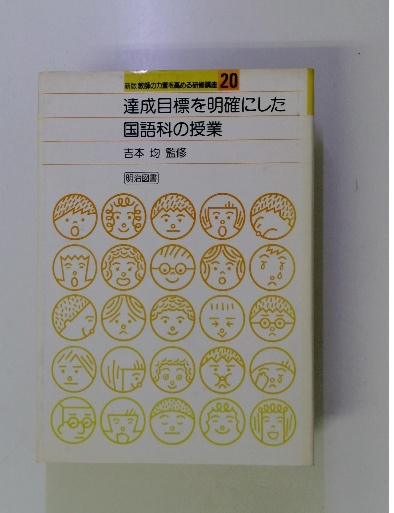 新版 教師の力量を高める研修講座 20
達成目標を明確にした
国語科の授業
吉本 均 監修
明治図書